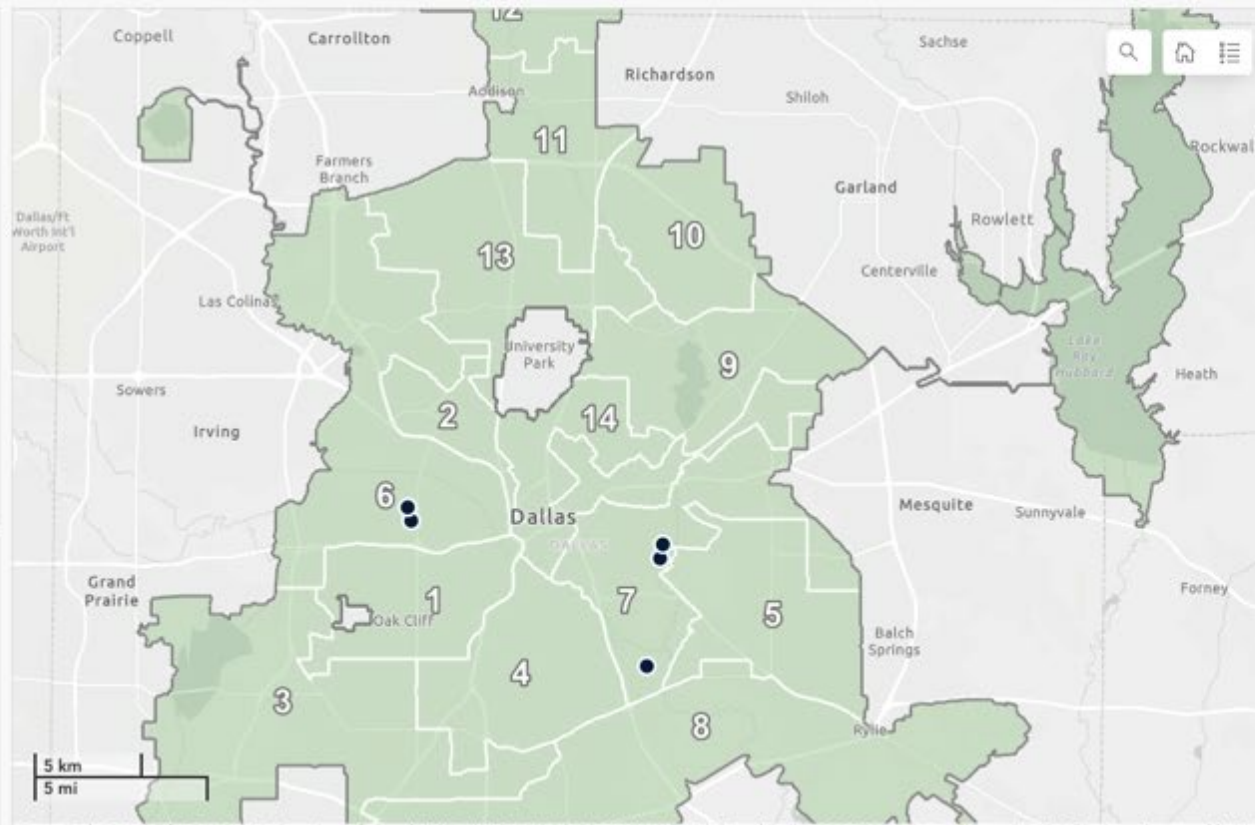 12
Coppell
Carrollton
Sachse
Richardson
Addison
Shiloh
11
Rockwal
Farmers
Branch
Garland
Dallas/Ft
Worth Int'l
Airport
Rowlett
10
13
Centerville
Las Colinas
University
Park
Lake
Ray
Hubbard
9
Heath
Sowers
2
14
Irving
6
Mesquite
Sunnyvale
Dallas
DALLAS
Grand
Prairie
Forney
1
7
5
Oak Cliff
Balch
Springs
4
3
8
Rylie
5 km
5 mi